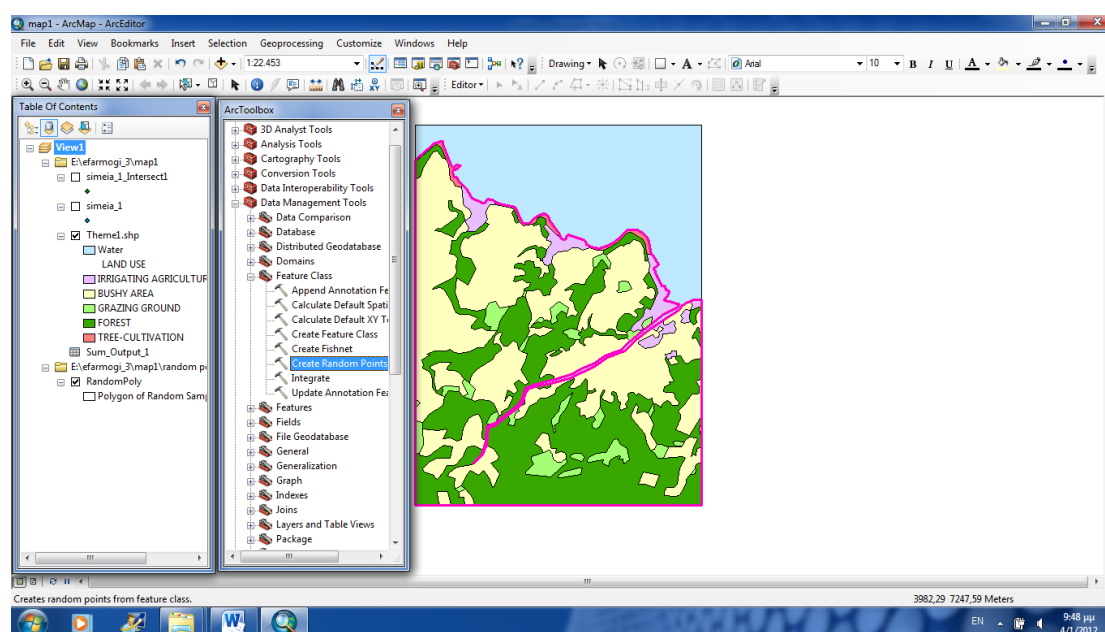 map1 - ArcMap - ArcEditor
File Edit View Bookmarks Insert Selection Geoprocessing Customize Windows Help
1:22.453
Drawing
A
Arial
10
B I U A
Editor
Table Of Contents
View1
E:\efarmogi_3\map1
simeia_1_Intersect1
simeia_1
Theme1.shp
Water
LAND USE
IRRIGATING AGRICULTUR
BUSHY AREA
GRAZING GROUND
FOREST
TREE-CULTIVATION
Sum_Output_1
E:\efarmogi_3\map1\random p
RandomPoly
Polygon of Random Sam
ArcToolbox
3D Analyst Tools
Analysis Tools
Cartography Tools
Conversion Tools
Data Interoperability Tools
Data Management Tools
Data Comparison
Database
Distributed Geodatabase
Domains
Feature Class
Append Annotation Fe
Calculate Default Spati
Calculate Default XY T
Create Feature Class
Create Fishnet
Create Random Points
Integrate
Update Annotation Fea
Features
Fields
File Geodatabase
General
Generalization
Graph
Indexes
Joins
Layers and Table Views
Package
Creates random points from feature class.
3982,29 7247,59 Meters
EN
9:48 μμ
4/1/2012